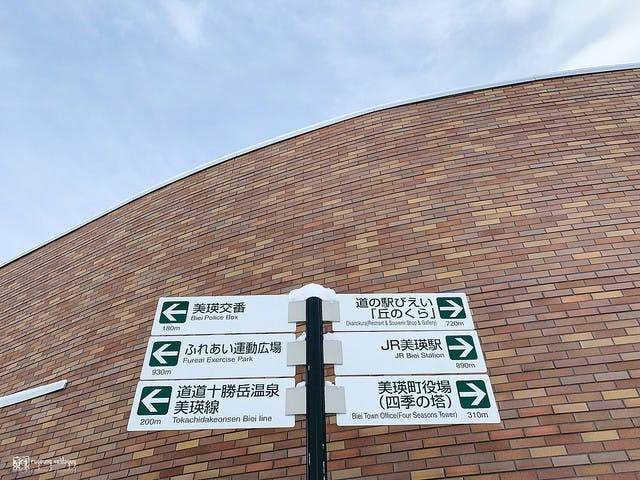 美瑛交番
Biei Police Box
180m
ふれあい運動広場
Fureai Exercise Park
930m
道道十勝岳温泉
美瑛線
Tokachidakeonsen Biei line
200m
道の駅びえい
「丘のくら」
Okanokura(Restrant & Souvenir Shop & Gallery)
720m
JR美瑛駅
JR Biei Station
890m
美瑛町役場
(四季の塔)
Biei Town Office(Four Seasons Tower)
310m